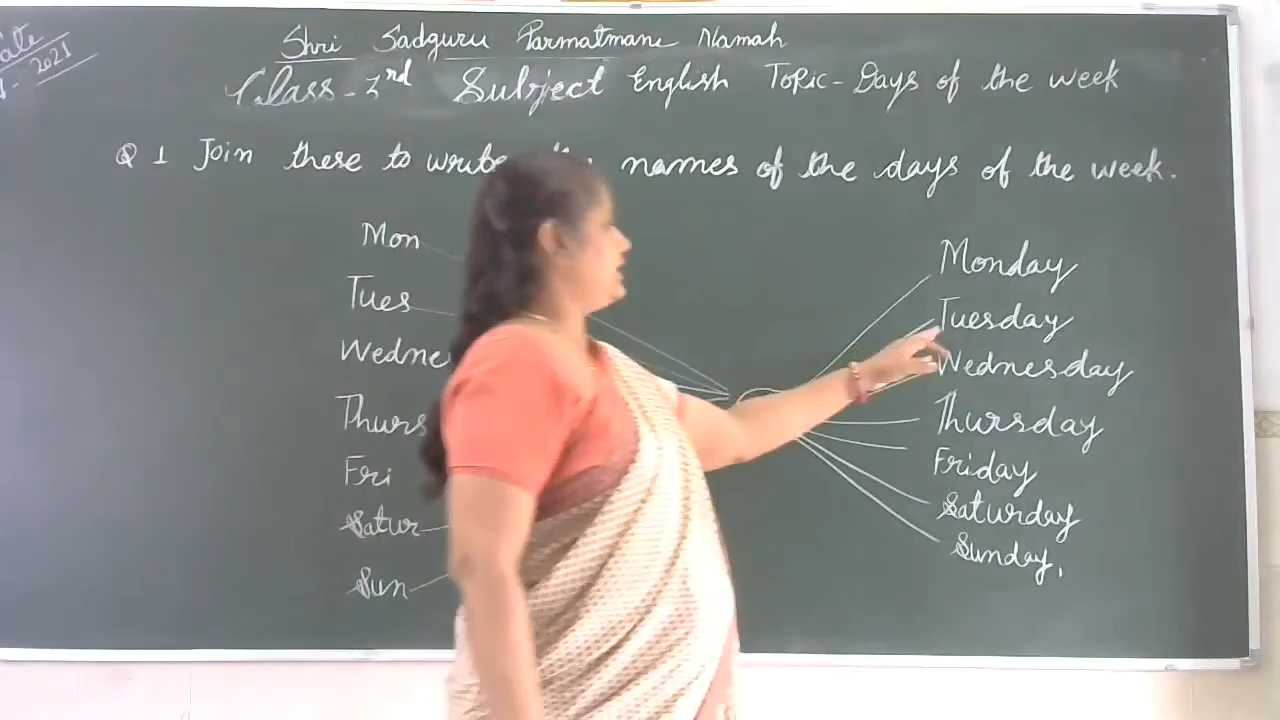 Date
2021
Shri Sadguru Parmatmane Namah
Class - 3rd Subject English Topic - Days of the week
Q 1 Join these to write names of the days of the week.
Mon
Tues
Wedne
Thurs
Fri
Satur
Sun
Monday
Tuesday
Wednesday
Thursday
Friday
Saturday
Sunday,